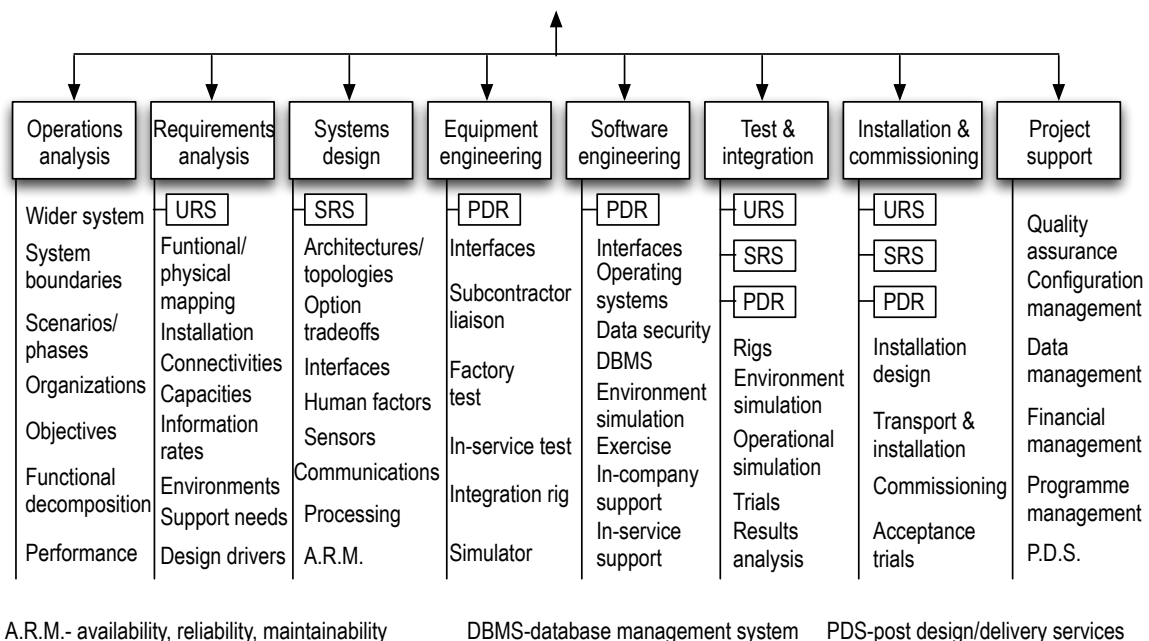 Operations
analysis
Requirements
analysis
Systems
design
Equipment
engineering
Software
engineering
Test &
integration
Installation &
commissioning
Project
support
Wider system
System
boundaries
Scenarios/
phases
Organizations
Objectives
Functional
decomposition
Performance
URS
Funtional/
physical
mapping
Installation
Connectivities
Capacities
Information
rates
Environments
Support needs
Design drivers
SRS
Architectures/
topologies
Option
tradeoffs
Interfaces
Human factors
Sensors
Communications
Processing
A.R.M.
PDR
Interfaces
Subcontractor
liaison
Factory
test
In-service test
Integration rig
Simulator
PDR
Interfaces
Operating
systems
Data security
DBMS
Environment
simulation
Exercise
In-company
support
In-service
support
URS
SRS
PDR
Rigs
Environment
simulation
Operational
simulation
Trials
Results
analysis
URS
SRS
PDR
Installation
design
Transport &
installation
Commissioning
Acceptance
trials
Quality
assurance
Configuration
management
Data
management
Financial
management
Programme
management
P.D.S.
A.R.M.- availability, reliability, maintainability
DBMS-database management system
PDS-post design/delivery services